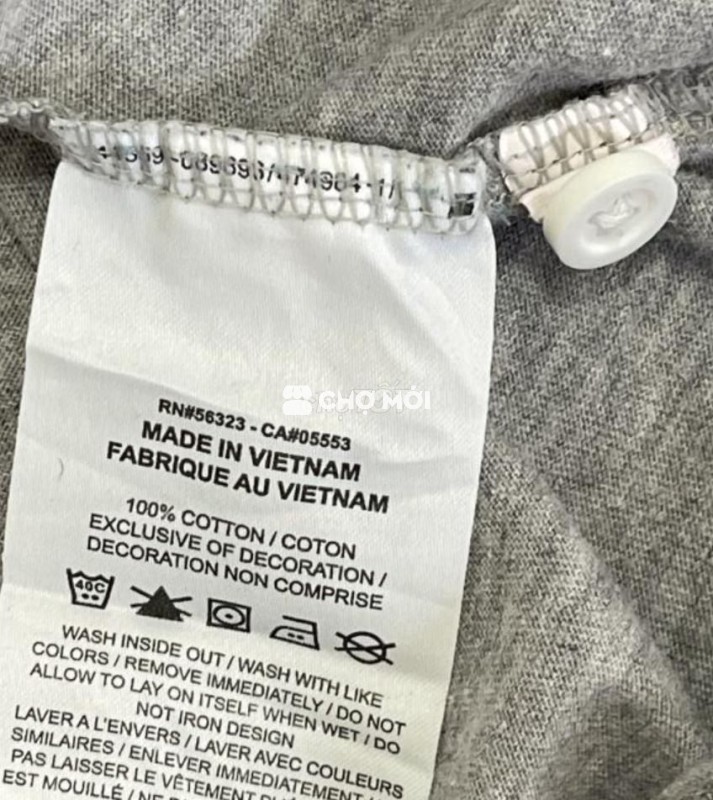 CHỢ MỚI
RN#56323 - CA#05553
MADE IN VIETNAM
FABRIQUE AU VIETNAM
100% COTTON / COTON
EXCLUSIVE OF DECORATION /
DECORATION NON COMPRISE
40C
WASH INSIDE OUT / WASH WITH LIKE
COLORS / REMOVE IMMEDIATELY / DO NOT
ALLOW TO LAY ON ITSELF WHEN WET / DO
NOT IRON DESIGN
LAVER A L'ENVERS / LAVER AVEC COULEURS
SIMILAIRES / ENLEVER IMMEDIATEMENT /
PAS LAISSER LE VÊTEMENT
EST MOUILLÉ /